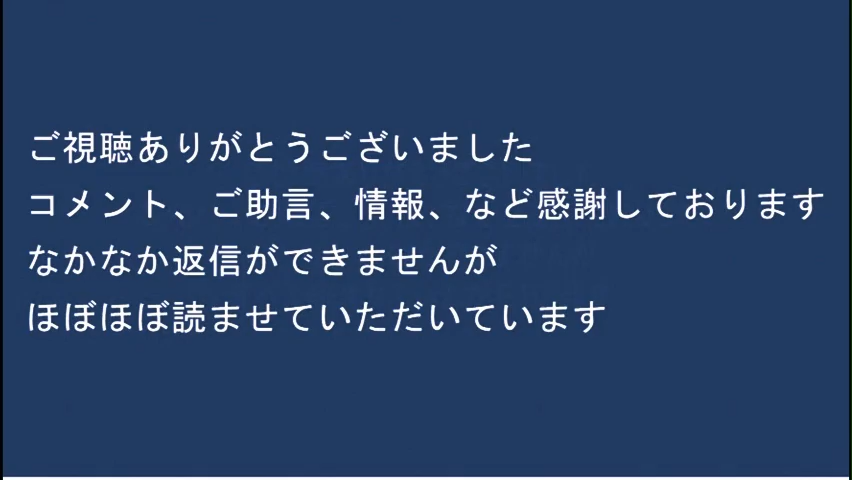 ご視聴ありがとうございました
コメント、ご助言、情報、など感謝しております
なかなか返信ができませんが
ほぼほぼ読ませていただいています